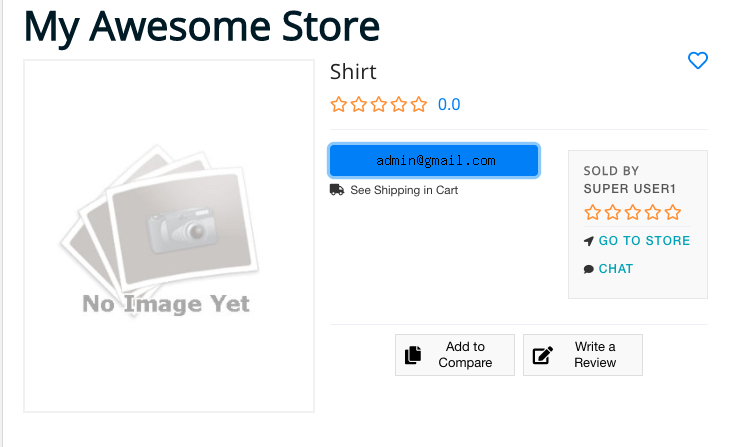 My Awesome Store
Shirt
0.0
admin@gmail.com
See Shipping in Cart
SOLD BY
SUPER USER1
GO TO STORE
CHAT
No Image Yet
Add to
Compare
Write a
Review